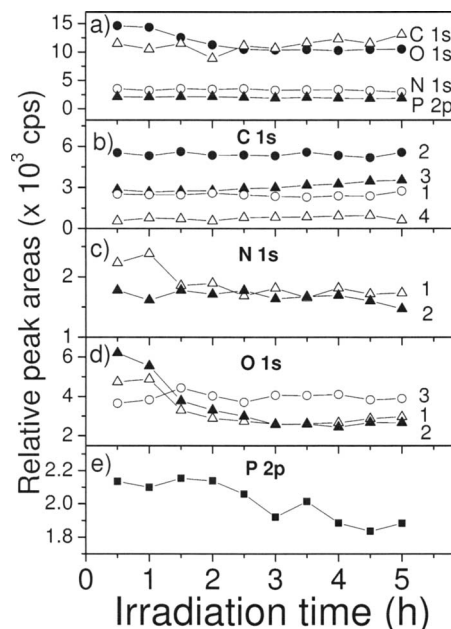 Relative peak areas (x 10³ cps)
a)
15
10
5
0
C 1s
O 1s
N 1s
P 2p
b)
C 1s
6
3
0
2
3
1
4
c)
N 1s
2
1
1
2
d)
O 1s
6
4
2
3
1
2
e)
P 2p
2.2
2.0
1.8
0 1 2 3 4 5
Irradiation time (h)